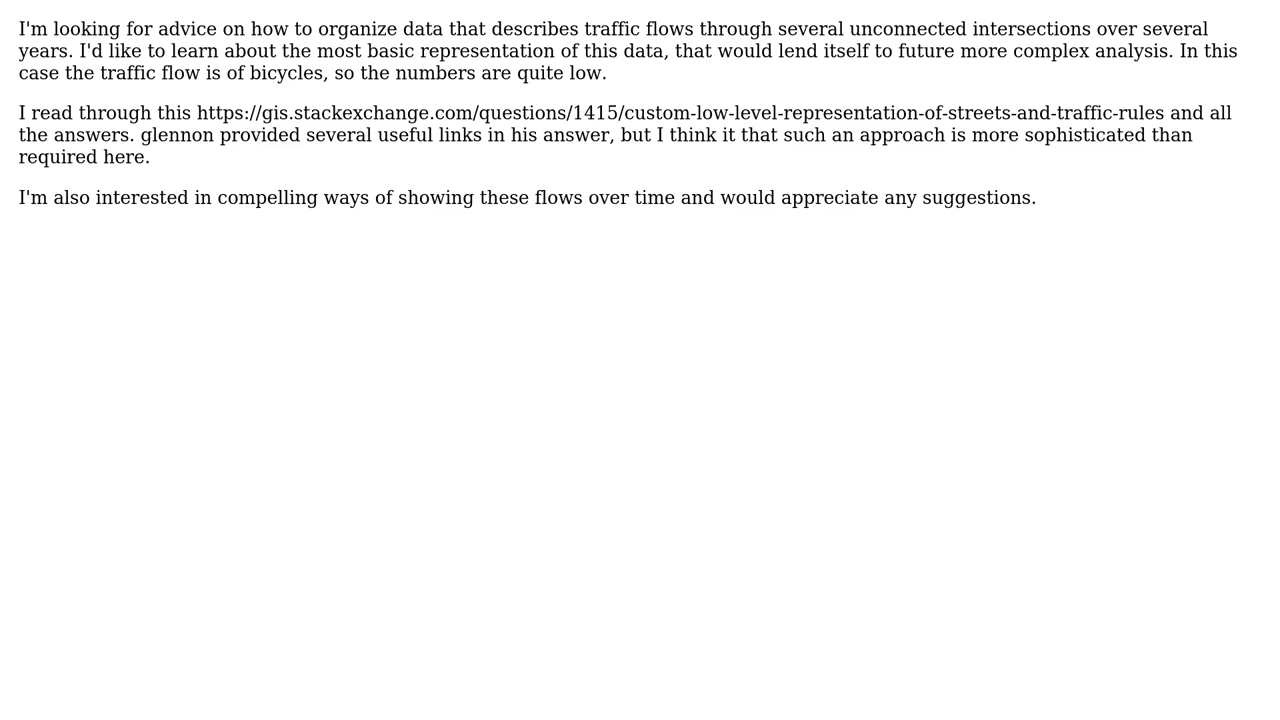 I'm looking for advice on how to organize data that describes traffic flows through several unconnected intersections over several
years. I'd like to learn about the most basic representation of this data, that would lend itself to future more complex analysis. In this
case the traffic flow is of bicycles, so the numbers are quite low.
I read through this https://gis.stackexchange.com/questions/1415/custom-low-level-representation-of-streets-and-traffic-rules and all
the answers. glennon provided several useful links in his answer, but I think it that such an approach is more sophisticated than
required here.
I'm also interested in compelling ways of showing these flows over time and would appreciate any suggestions.